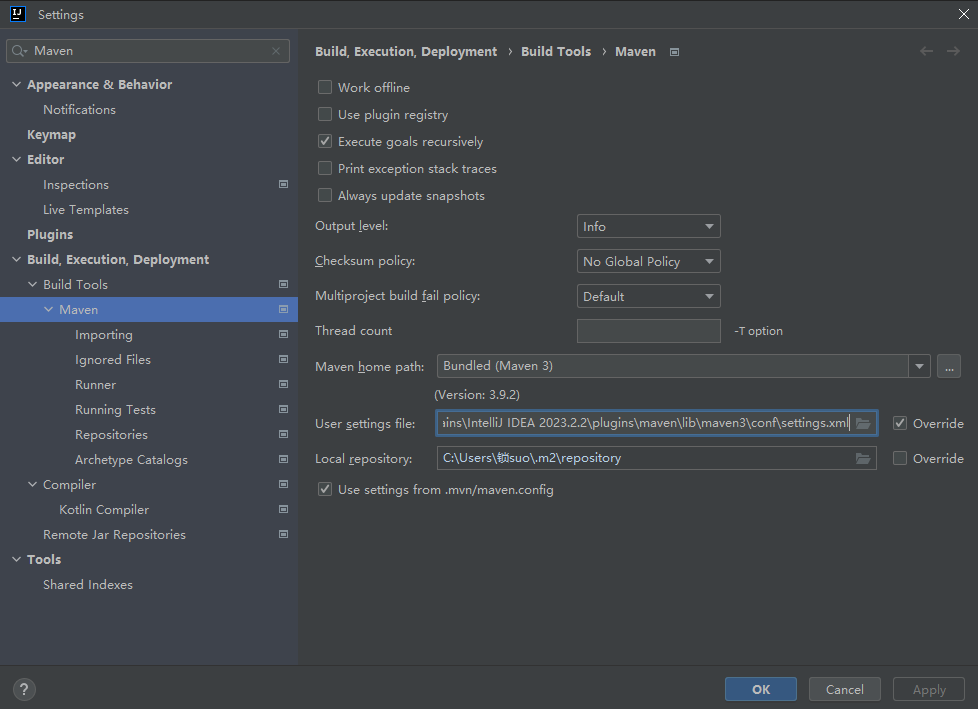 IJ Settings
Maven
Appearance & Behavior
Notifications
Keymap
Editor
Inspections
Live Templates
Plugins
Build, Execution, Deployment
Build Tools
Maven
Importing
Ignored Files
Runner
Running Tests
Repositories
Archetype Catalogs
Compiler
Kotlin Compiler
Remote Jar Repositories
Tools
Shared Indexes
?
Build, Execution, Deployment › Build Tools › Maven
Work offline
Use plugin registry
Execute goals recursively
Print exception stack traces
Always update snapshots
Output level: Info
Checksum policy: No Global Policy
Multiproject build fail policy: Default
Thread count -T option
Maven home path: Bundled (Maven 3) ...
(Version: 3.9.2)
User settings file: ins\IntelliJ IDEA 2023.2.2\plugins\maven\lib\maven3\conf\settings.xml Override
Local repository: C:\Users\锁suo\.m2\repository Override
Use settings from .mvn/maven.config
OK Cancel Apply